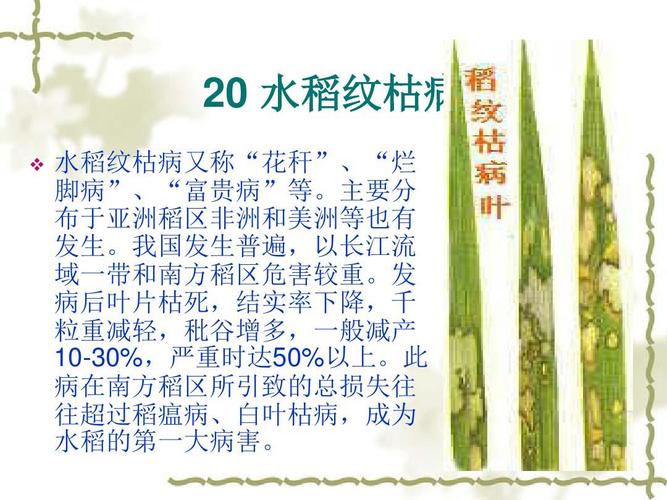 20 水稻纹枯病
水稻纹枯病又称“花秆”、“烂
脚病”、“富贵病”等。主要分
布于亚洲稻区非洲和美洲等也有
发生。我国发生普遍，以长江流
域一带和南方稻区危害较重。发
病后叶片枯死，结实率下降，千
粒重减轻，秕谷增多，一般减产
10-30%，严重时达50%以上。此
病在南方稻区所引致的总损失往
往超过稻瘟病、白叶枯病，成为
水稻的第一大病害。
稻纹枯病叶